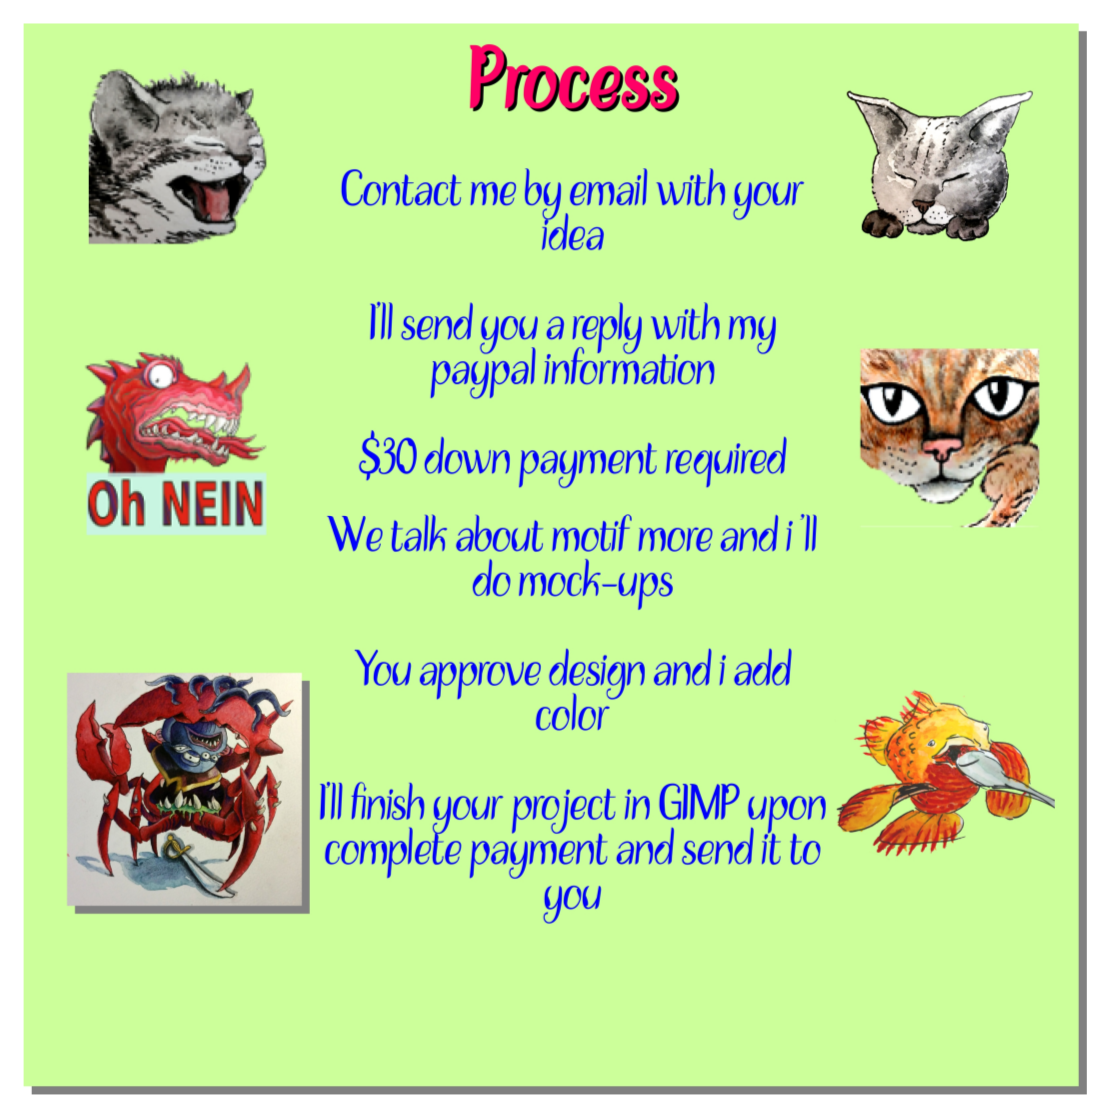 Process
Contact me by email with your
idea
I'll send you a reply with my
paypal information
$30 down payment required
We talk about motif more and i 'll
do mock-ups
You approve design and i add
color
I'll finish your project in GIMP upon
complete payment and send it to
you
Oh NEIN